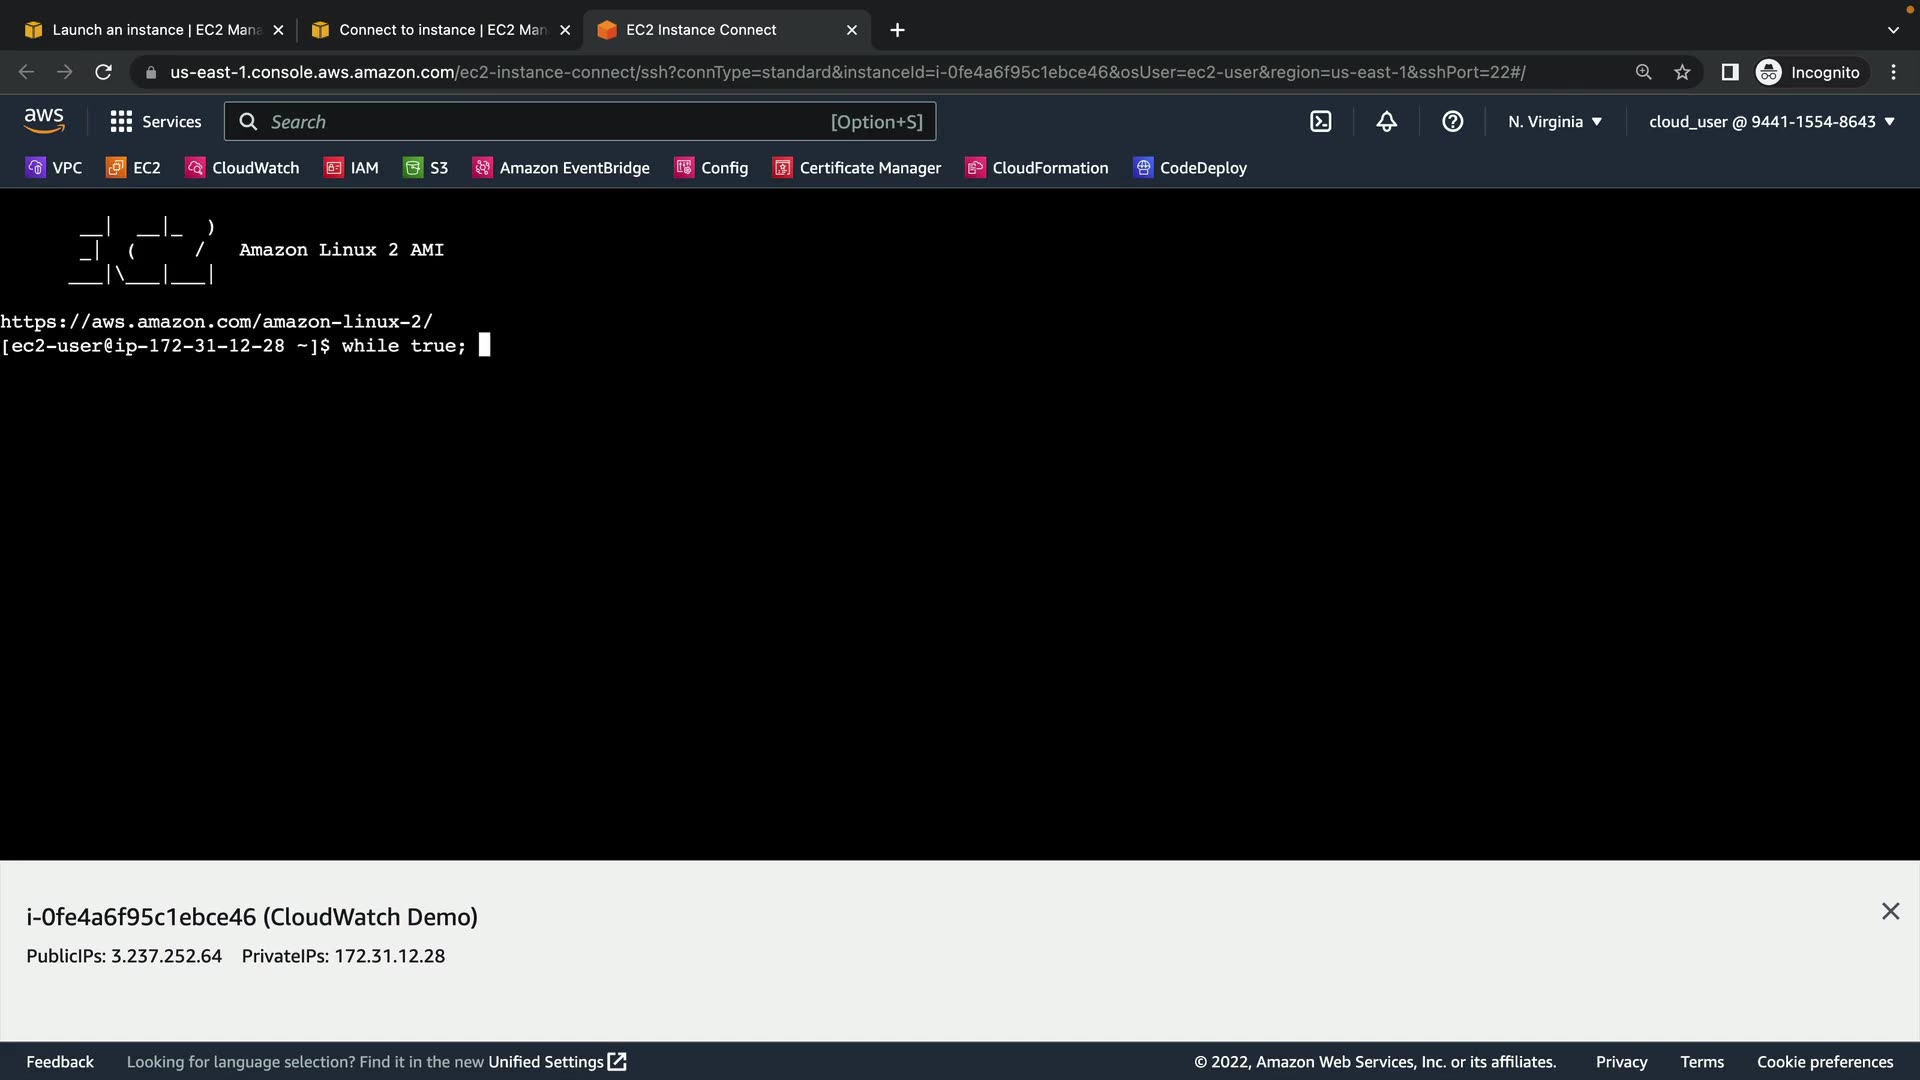 Launch an instance | EC2 Mana
Connect to instance | EC2 Man
EC2 Instance Connect
us-east-1.console.aws.amazon.com/ec2-instance-connect/ssh?connType=standard&instanceId=i-0fe4a6f95c1ebce46&osUser=ec2-user&region=us-east-1&sshPort=22#/
Incognito
aws
Services
Search
[Option+S]
N. Virginia
cloud_user @ 9441-1554-8643
VPC EC2 CloudWatch IAM S3 Amazon EventBridge Config Certificate Manager CloudFormation CodeDeploy
__|  __|_  )
_|  (     /   Amazon Linux 2 AMI
___|\___|___|
https://aws.amazon.com/amazon-linux-2/
[ec2-user@ip-172-31-12-28 ~]$ while true;
i-0fe4a6f95c1ebce46 (CloudWatch Demo)
PublicIPs: 3.237.252.64 PrivateIPs: 172.31.12.28
Feedback
Looking for language selection? Find it in the new Unified Settings
© 2022, Amazon Web Services, Inc. or its affiliates.
Privacy
Terms
Cookie preferences